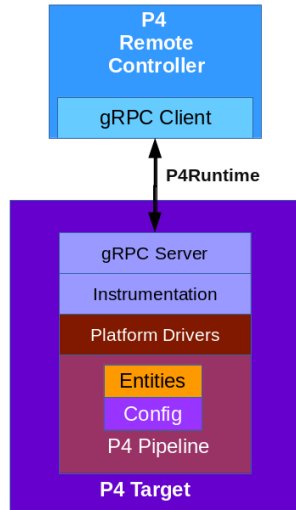 P4
Remote
Controller
gRPC Client
P4Runtime
gRPC Server
Instrumentation
Platform Drivers
Entities
Config
P4 Pipeline
P4 Target